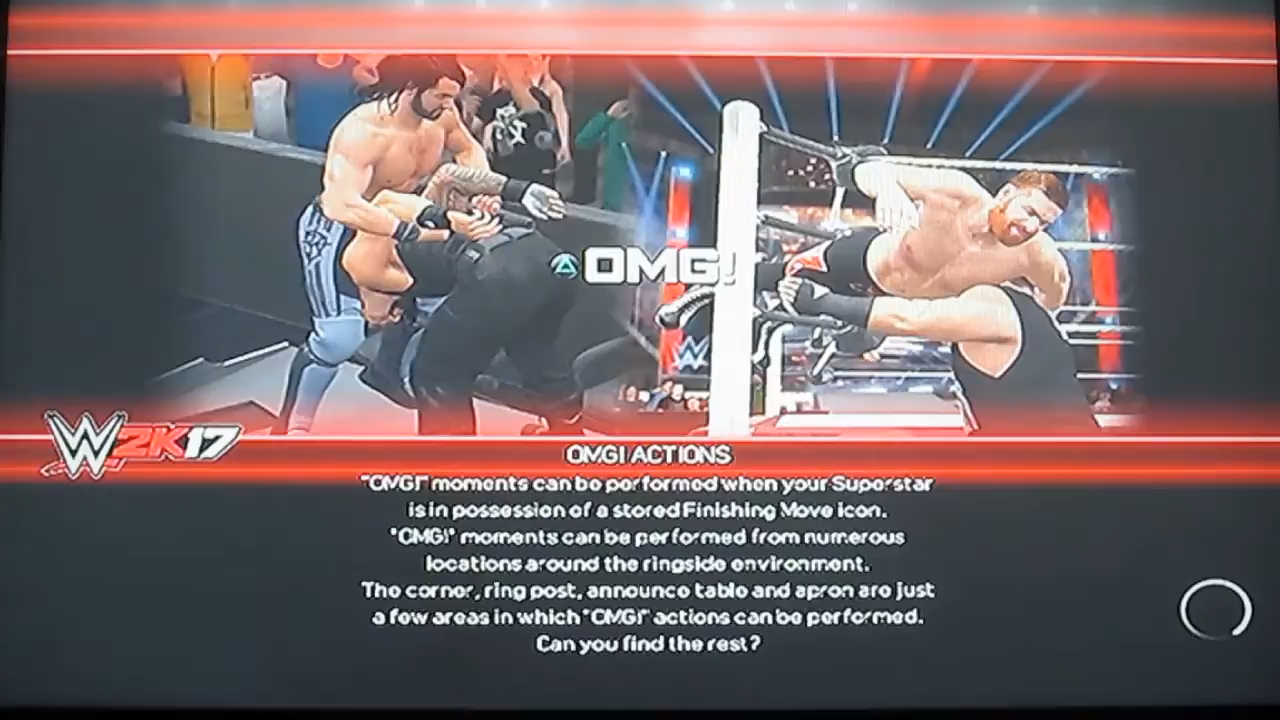 OMG!
W 2K17
OMG! ACTIONS
"OMG!" moments can be performed when your Superstar
is in possession of a stored Finishing Move icon.
"OMG!" moments can be performed from numerous
locations around the ringside environment.
The corner, ring post, announce table and apron are just
a few areas in which "OMG!" actions can be performed.
Can you find the rest?